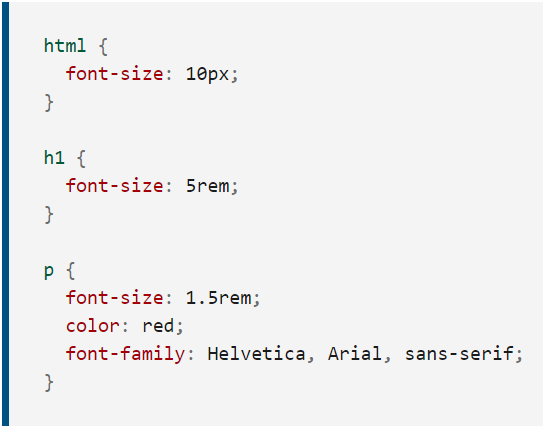 html {
  font-size: 10px;
}

h1 {
  font-size: 5rem;
}

p {
  font-size: 1.5rem;
  color: red;
  font-family: Helvetica, Arial, sans-serif;
}